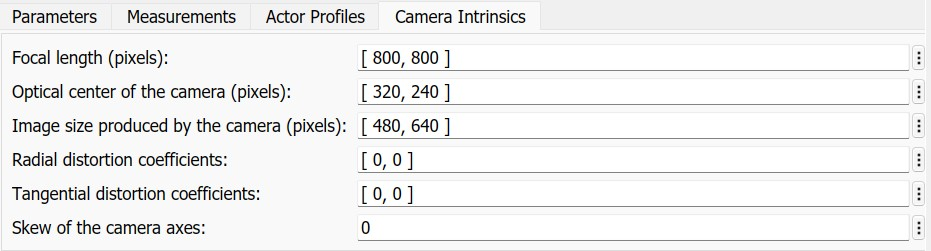 Parameters Measurements Actor Profiles Camera Intrinsics
Focal length (pixels): [ 800, 800 ]
Optical center of the camera (pixels): [ 320, 240 ]
Image size produced by the camera (pixels): [ 480, 640 ]
Radial distortion coefficients: [ 0, 0 ]
Tangential distortion coefficients: [ 0, 0 ]
Skew of the camera axes: 0